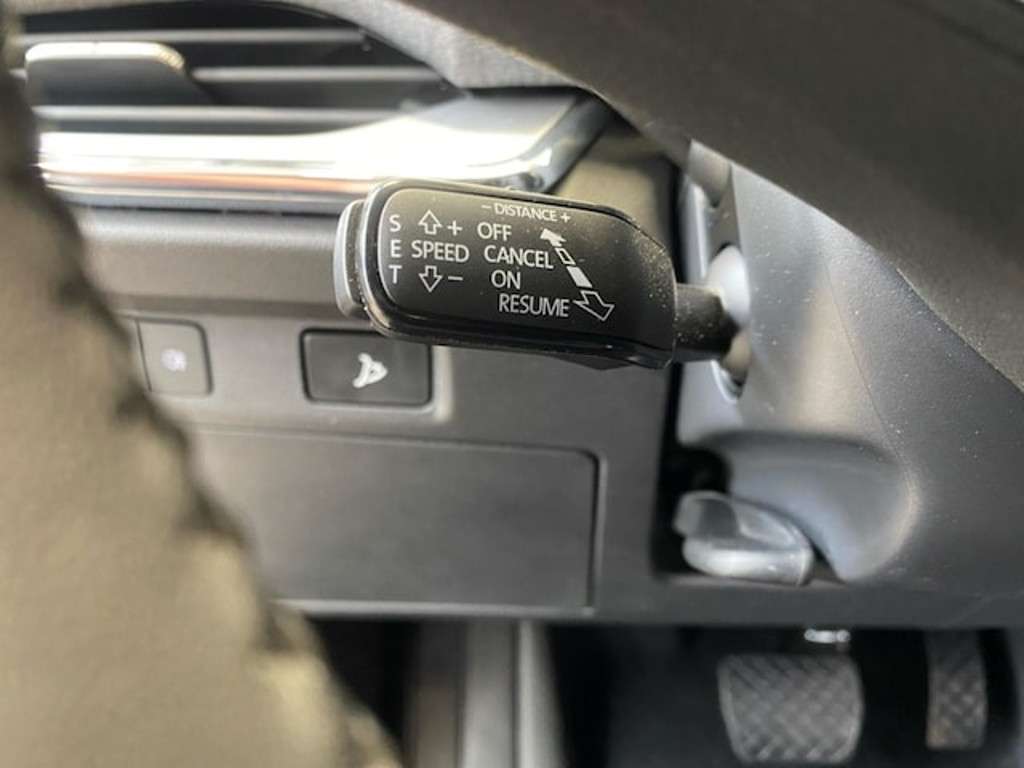 - DISTANCE +
S + OFF
E SPEED CANCEL
T - ON
RESUME